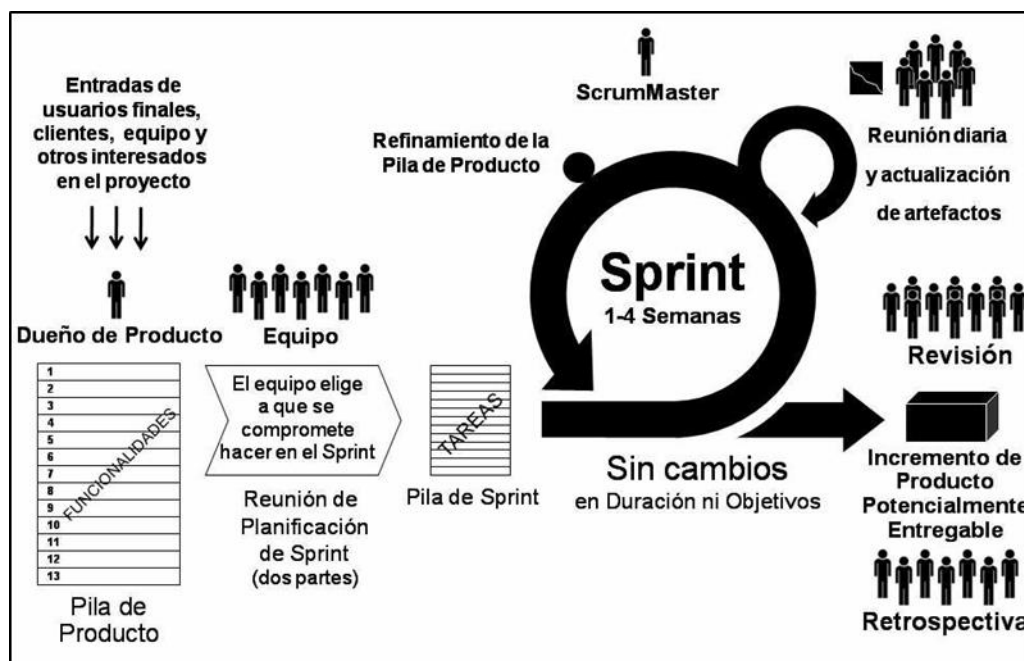 Entradas de
usuarios finales,
clientes, equipo y
otros interesados
en el proyecto
Dueño de Producto
1
2
3
4
5
6
7
8
9
10
11
12
13
FUNCIONALIDADES
Pila de
Producto
Equipo
El equipo elige
a que se
compromete
hacer en el Sprint
Reunión de
Planificación
de Sprint
(dos partes)
TAREAS
Pila de Sprint
ScrumMaster
Refinamiento de la
Pila de Producto
Sprint
1-4 Semanas
Sin cambios
en Duración ni Objetivos
Reunión diaria
y actualización
de artefactos
Revisión
Incremento de
Producto
Potencialmente
Entregable
Retrospectiva